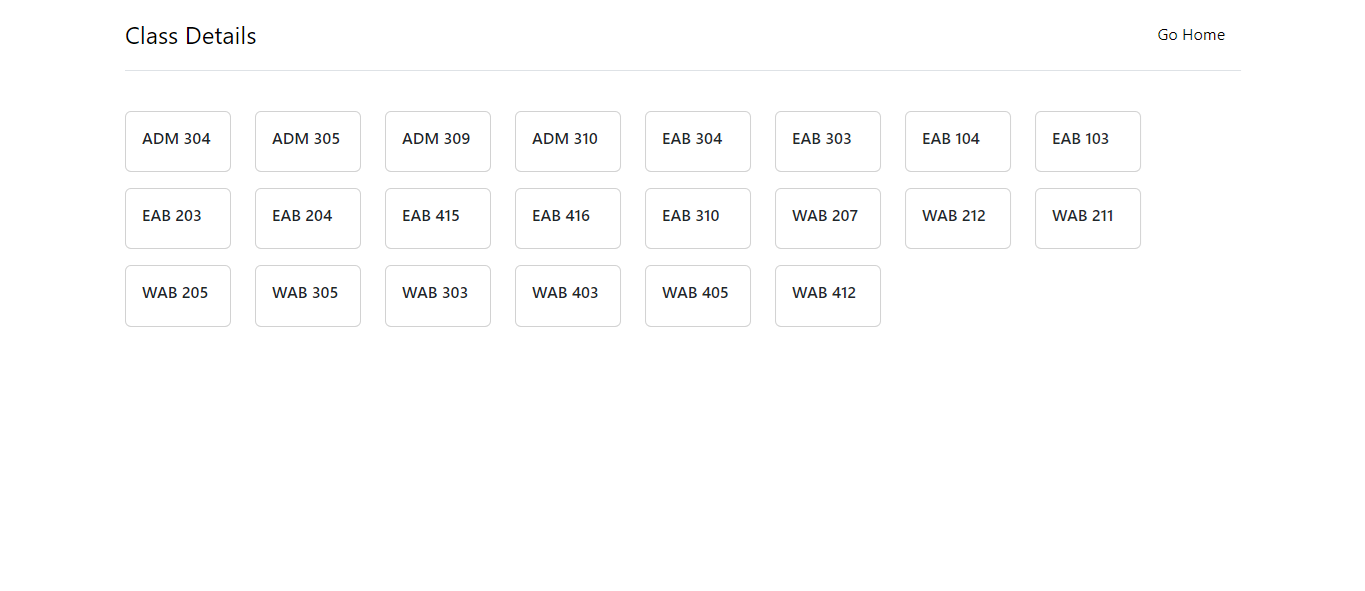 Class Details Go Home
ADM 304 ADM 305 ADM 309 ADM 310 EAB 304 EAB 303 EAB 104 EAB 103
EAB 203 EAB 204 EAB 415 EAB 416 EAB 310 WAB 207 WAB 212 WAB 211
WAB 205 WAB 305 WAB 303 WAB 403 WAB 405 WAB 412